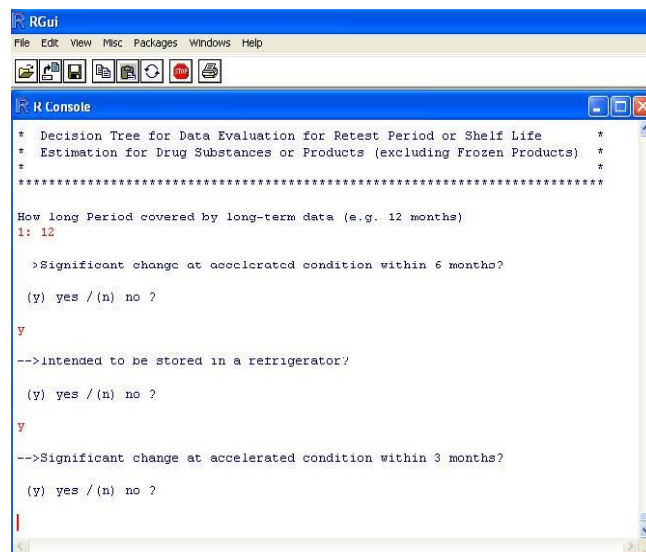 RGui
File Edit View Misc Packages Windows Help
STOP
R Console
* Decision Tree for Data Evaluation for Retest Period or Shelf Life *
* Estimation for Drug Substances or Products (excluding Frozen Products) *
* *
****************************************************************************
How long Period covered by long-term data (e.g. 12 months)
1: 12
>Significant change at accelerated condition within 6 months?
(y) yes /(n) no ?
y
-->Intended to be stored in a refrigerator?
(y) yes /(n) no ?
y
-->Significant change at accelerated condition within 3 months?
(y) yes /(n) no ?